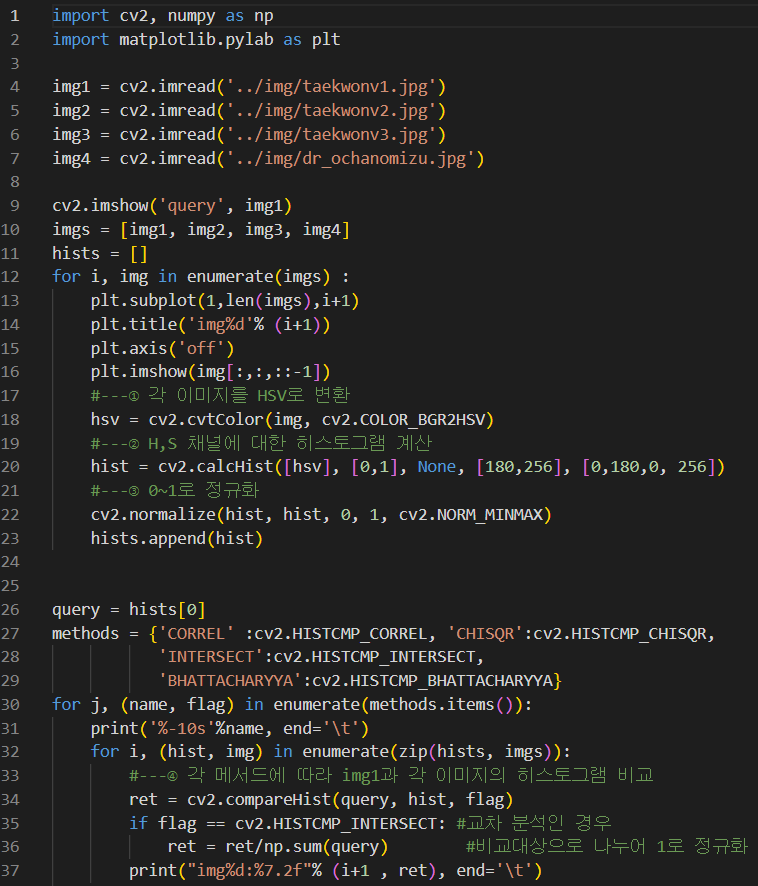 1 import cv2, numpy as np
2 import matplotlib.pylab as plt
3
4 img1 = cv2.imread('../img/taekwonv1.jpg')
5 img2 = cv2.imread('../img/taekwonv2.jpg')
6 img3 = cv2.imread('../img/taekwonv3.jpg')
7 img4 = cv2.imread('../img/dr_ochanomizu.jpg')
8
9 cv2.imshow('query', img1)
10 imgs = [img1, img2, img3, img4]
11 hists = []
12 for i, img in enumerate(imgs) :
13     plt.subplot(1,len(imgs),i+1)
14     plt.title('img%d'% (i+1))
15     plt.axis('off')
16     plt.imshow(img[:,:,::-1])
17     #---① 각 이미지를 HSV로 변환
18     hsv = cv2.cvtColor(img, cv2.COLOR_BGR2HSV)
19     #---② H,S 채널에 대한 히스토그램 계산
20     hist = cv2.calcHist([hsv], [0,1], None, [180,256], [0,180,0, 256])
21     #---③ 0~1로 정규화
22     cv2.normalize(hist, hist, 0, 1, cv2.NORM_MINMAX)
23     hists.append(hist)
24
25
26 query = hists[0]
27 methods = {'CORREL' :cv2.HISTCMP_CORREL, 'CHISQR':cv2.HISTCMP_CHISQR,
28            'INTERSECT':cv2.HISTCMP_INTERSECT,
29            'BHATTACHARYYA':cv2.HISTCMP_BHATTACHARYYA}
30 for j, (name, flag) in enumerate(methods.items()):
31     print('%-10s'%name, end='\t')
32     for i, (hist, img) in enumerate(zip(hists, imgs)):
33         #---④ 각 메서드에 따라 img1과 각 이미지의 히스토그램 비교
34         ret = cv2.compareHist(query, hist, flag)
35         if flag == cv2.HISTCMP_INTERSECT: #교차 분석인 경우
36             ret = ret/np.sum(query)        #비교대상으로 나누어 1로 정규화
37         print("img%d:%7.2f"% (i+1 , ret), end='\t')